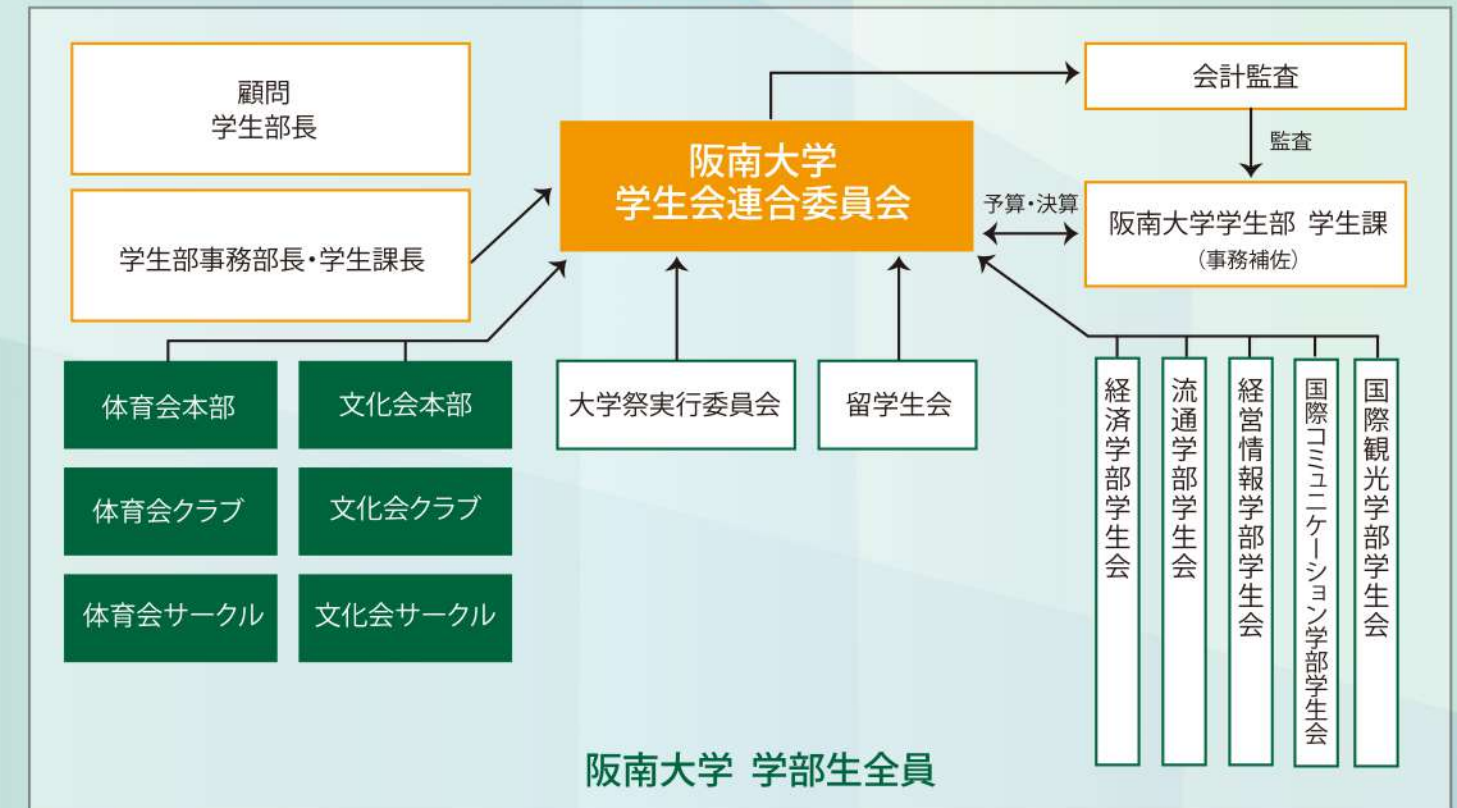 顧問
学生部長
学生部事務部長・学生課長
阪南大学
学生会連合委員会
会計監査
監査
予算・決算
阪南大学学生部 学生課
(事務補佐)
体育会本部
文化会本部
体育会クラブ
文化会クラブ
体育会サークル
文化会サークル
大学祭実行委員会
留学生会
経済学部学生会
流通学部学生会
経営情報学部学生会
国際コミュニケーション学部学生会
国際観光学部学生会
阪南大学 学部生全員